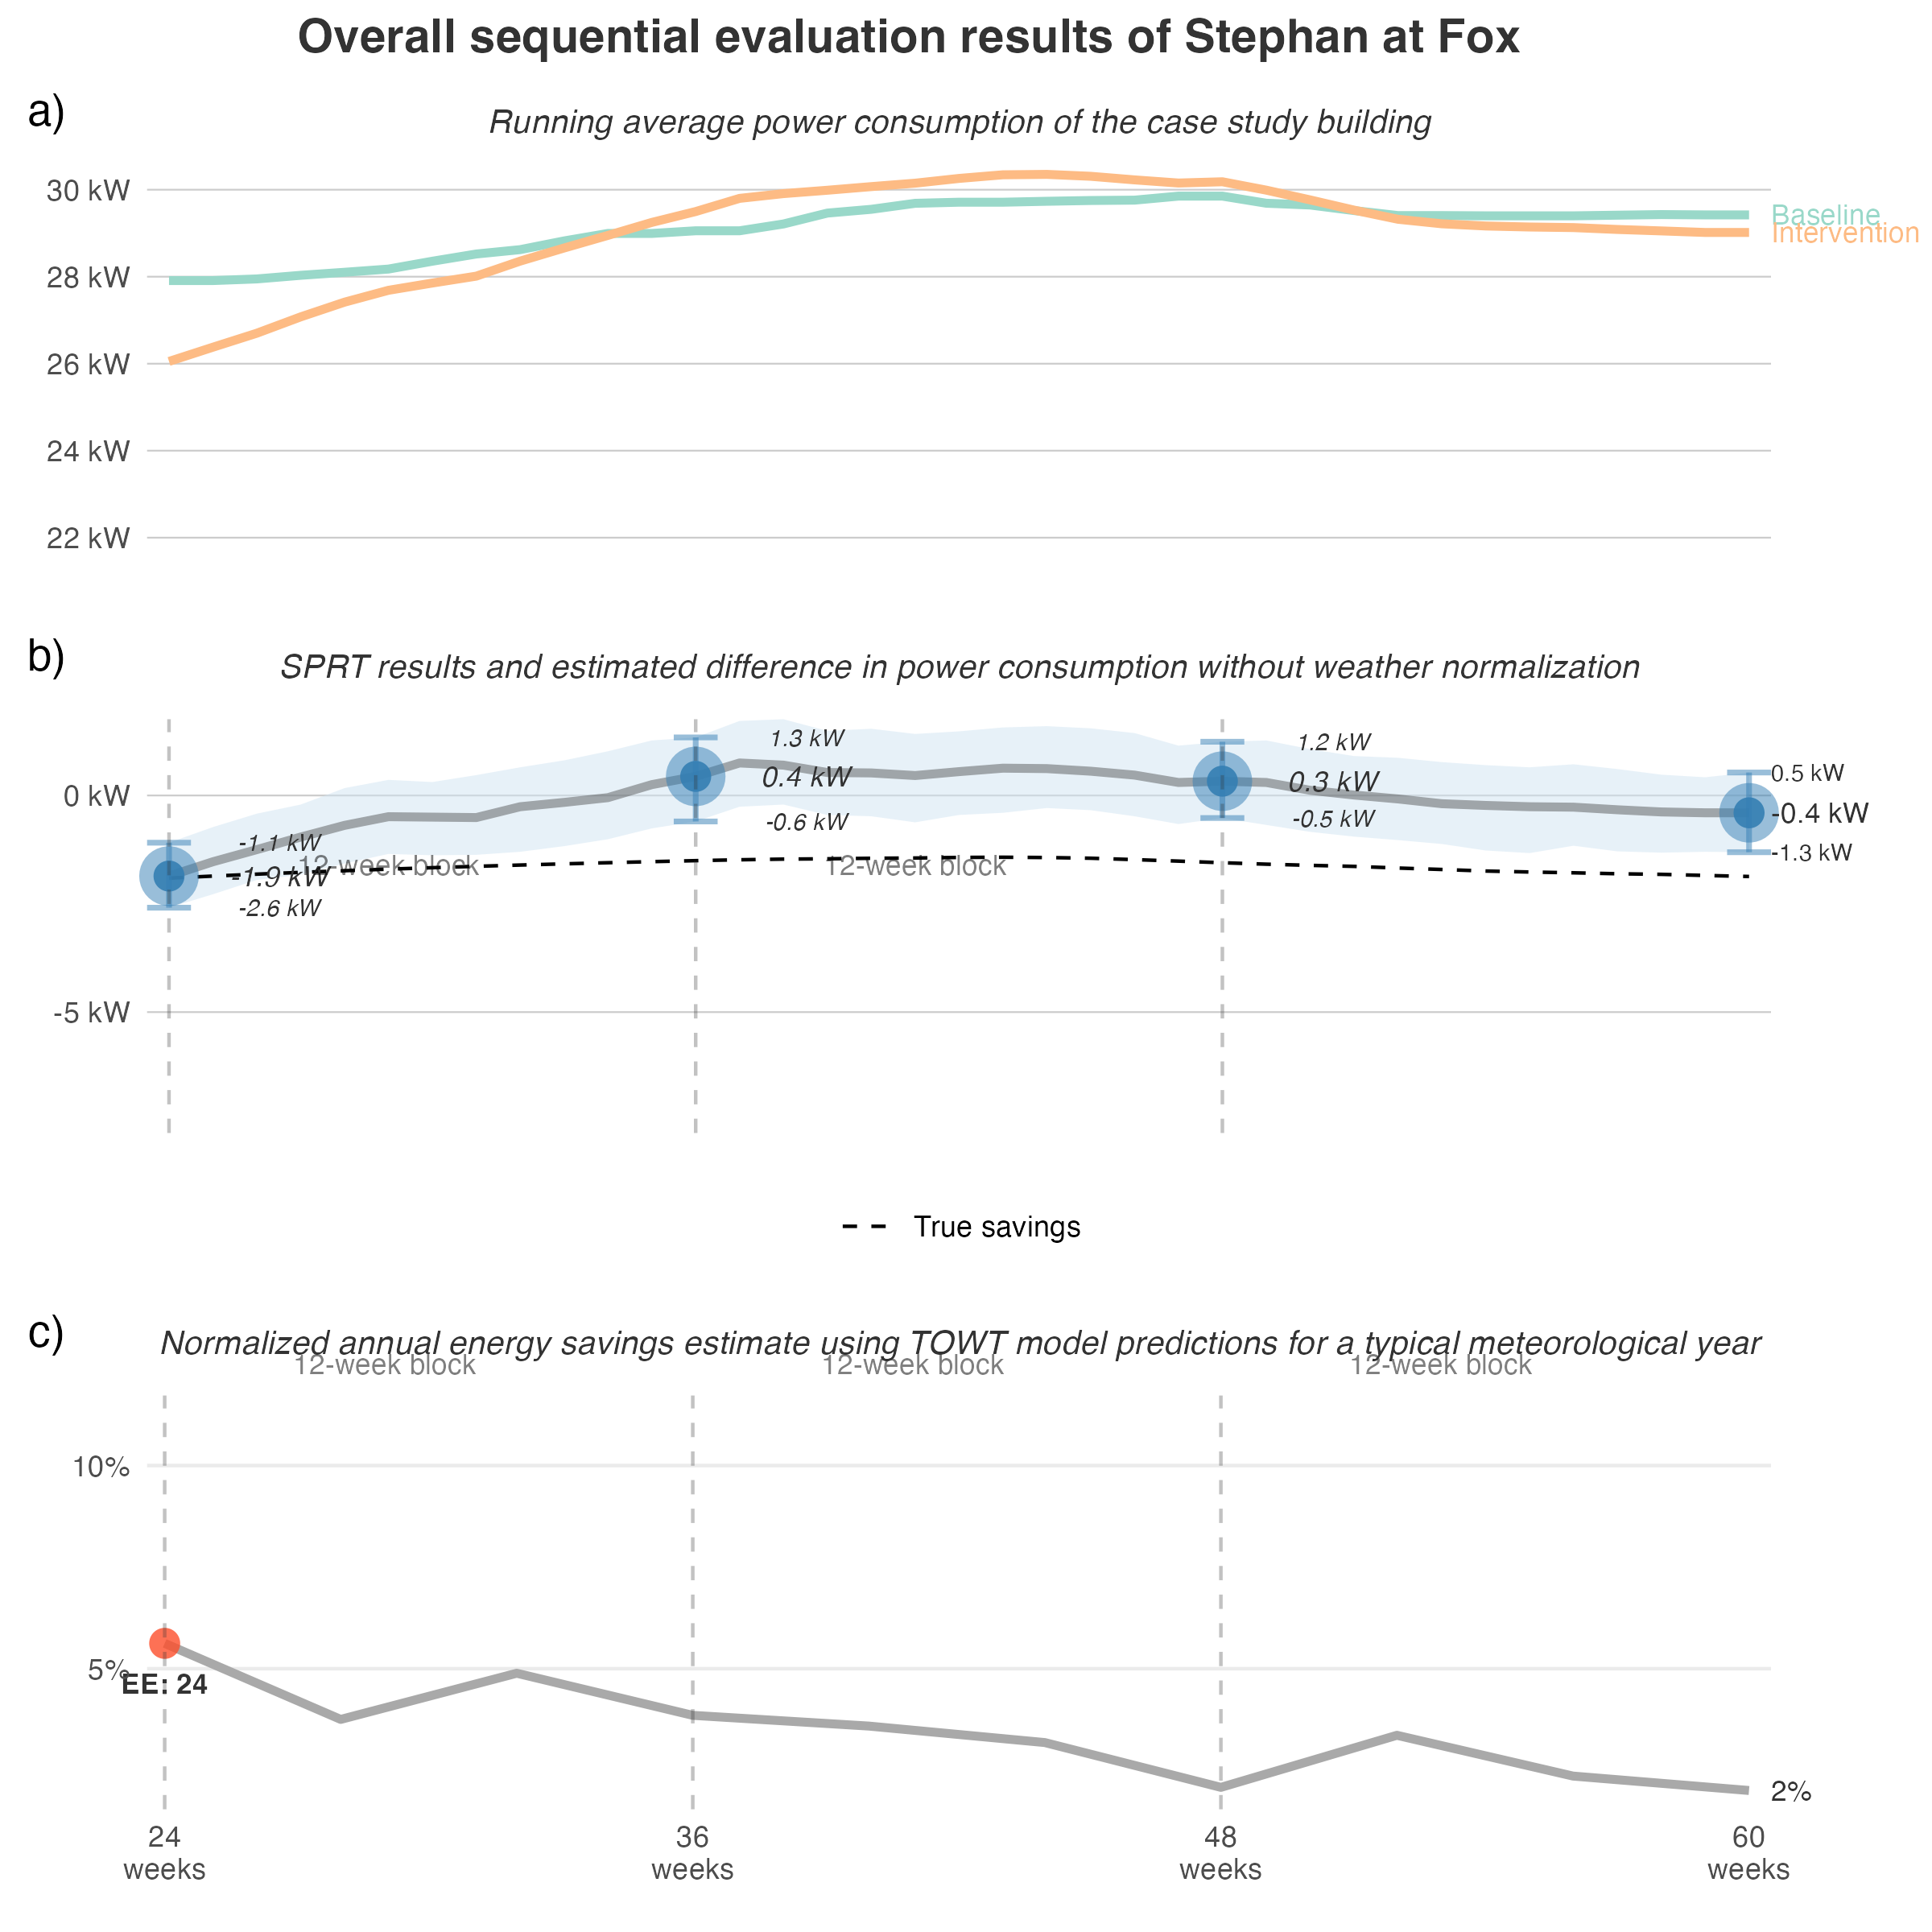 Overall sequential evaluation results of Stephan at Fox
a)
Running average power consumption of the case study building
30 kW
28 kW
26 kW
24 kW
22 kW
Baseline
Intervention
b)
SPRT results and estimated difference in power consumption without weather normalization
0 kW
-5 kW
-1.1 kW
-1.9 kW
-2.6 kW
12-week block
1.3 kW
0.4 kW
-0.6 kW
12-week block
1.2 kW
0.3 kW
-0.5 kW
0.5 kW
-0.4 kW
-1.3 kW
True savings
c)
Normalized annual energy savings estimate using TOWT model predictions for a typical meteorological year
12-week block
12-week block
12-week block
10%
5%
EE: 24
2%
24
weeks
36
weeks
48
weeks
60
weeks